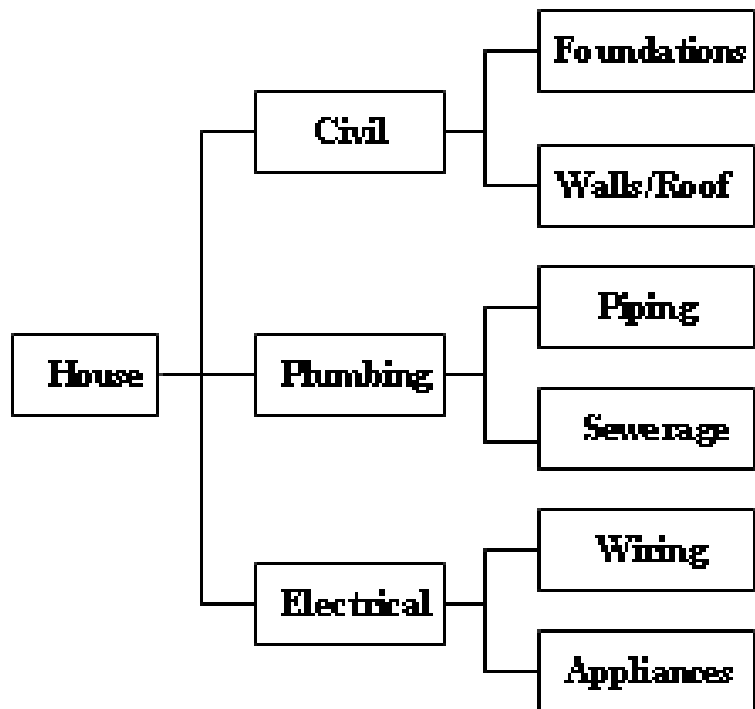 House
Civil
Foundations
Walls/Roof
Plumbing
Piping
Sewerage
Electrical
Wiring
Appliances